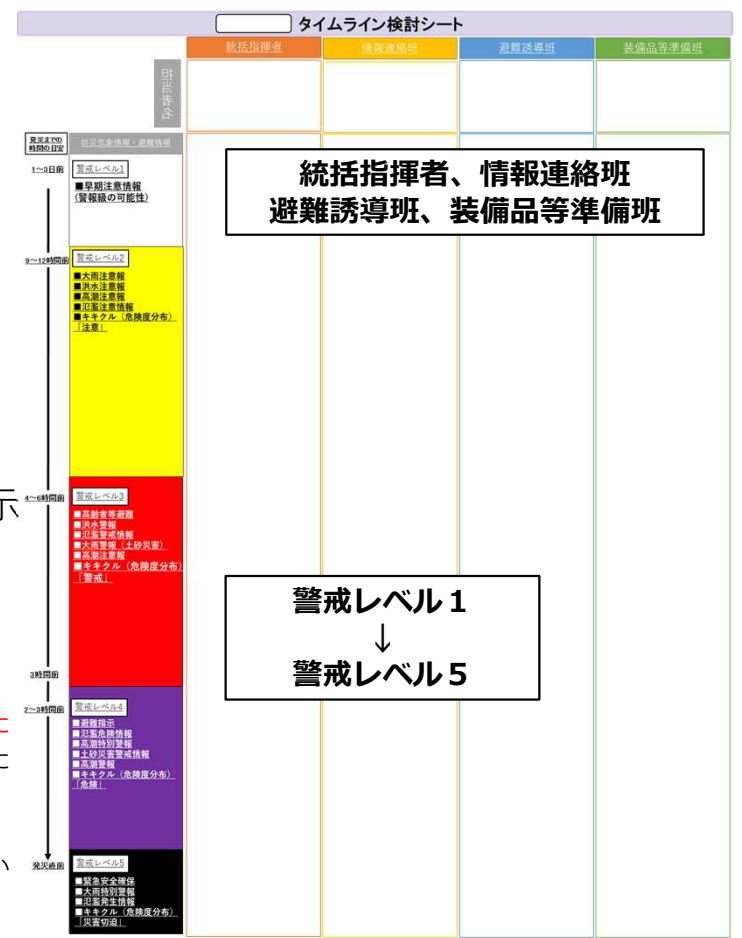 タイムライン検討シート
統括指揮者
情報連絡班
避難誘導班
装備品等準備班
担当者名
発災までの
時間の目安
防災気象情報・避難情報
統括指揮者、情報連絡班
避難誘導班、装備品等準備班
1~3日前
警戒レベル1
■早期注意情報
(警報級の可能性)
9~12時間前
警戒レベル2
■大雨注意報
■洪水注意報
■高潮注意報
■氾濫注意情報
■キキクル(危険度分布)
「注意」
示
4~6時間前
警戒レベル3
■高齢者等避難
■洪水警報
■氾濫警戒情報
■大雨警報(土砂災害)
■高潮注意報
■キキクル(危険度分布)
「警戒」
警戒レベル1
↓
警戒レベル5
3時間前
2~3時間前
警戒レベル4
■避難指示
■氾濫危険情報
■高潮特別警報
■土砂災害警戒情報
■高潮警報
■キキクル(危険度分布)
「危険」
に
に
い
発災直前
警戒レベル5
■緊急安全確保
■大雨特別警報
■氾濫発生情報
■キキクル(危険度分布)
「災害切迫」